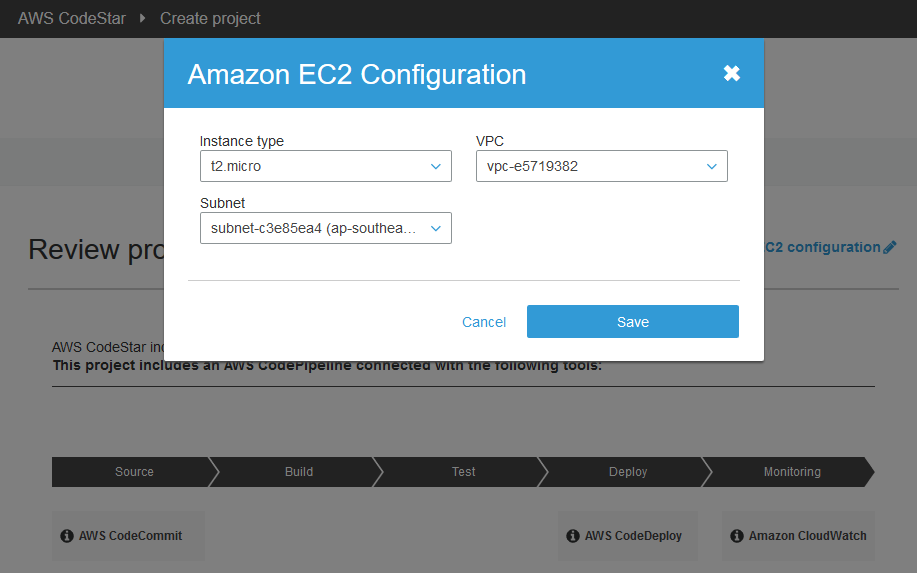 AWS CodeStar Create project
Amazon EC2 Configuration
Instance type VPC
t2.micro vpc-e5719382
Subnet
subnet-c3e85ea4 (ap-southea...
Review pro C2 configuration
Cancel Save
AWS CodeStar inc
This project includes an AWS CodePipeline connected with the following tools:
Source Build Test Deploy Monitoring
AWS CodeCommit AWS CodeDeploy Amazon CloudWatch